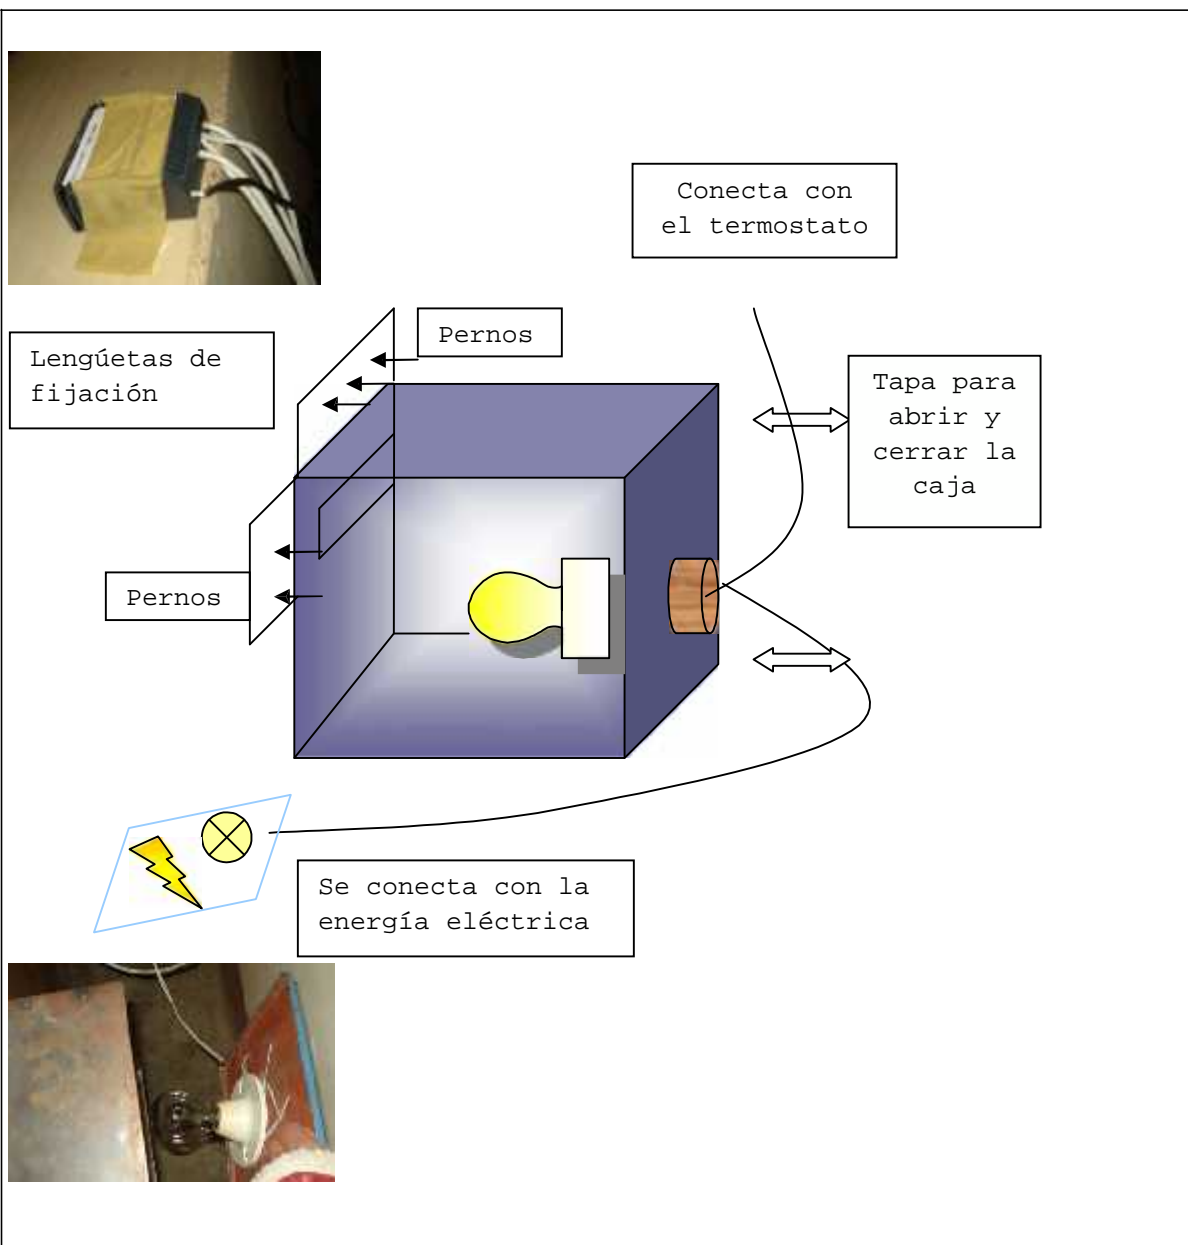 Conecta con
el termostato
Pernos
Lengúetas de
fijación
Tapa para
abrir y
cerrar la
caja
Pernos
Se conecta con la
energía eléctrica